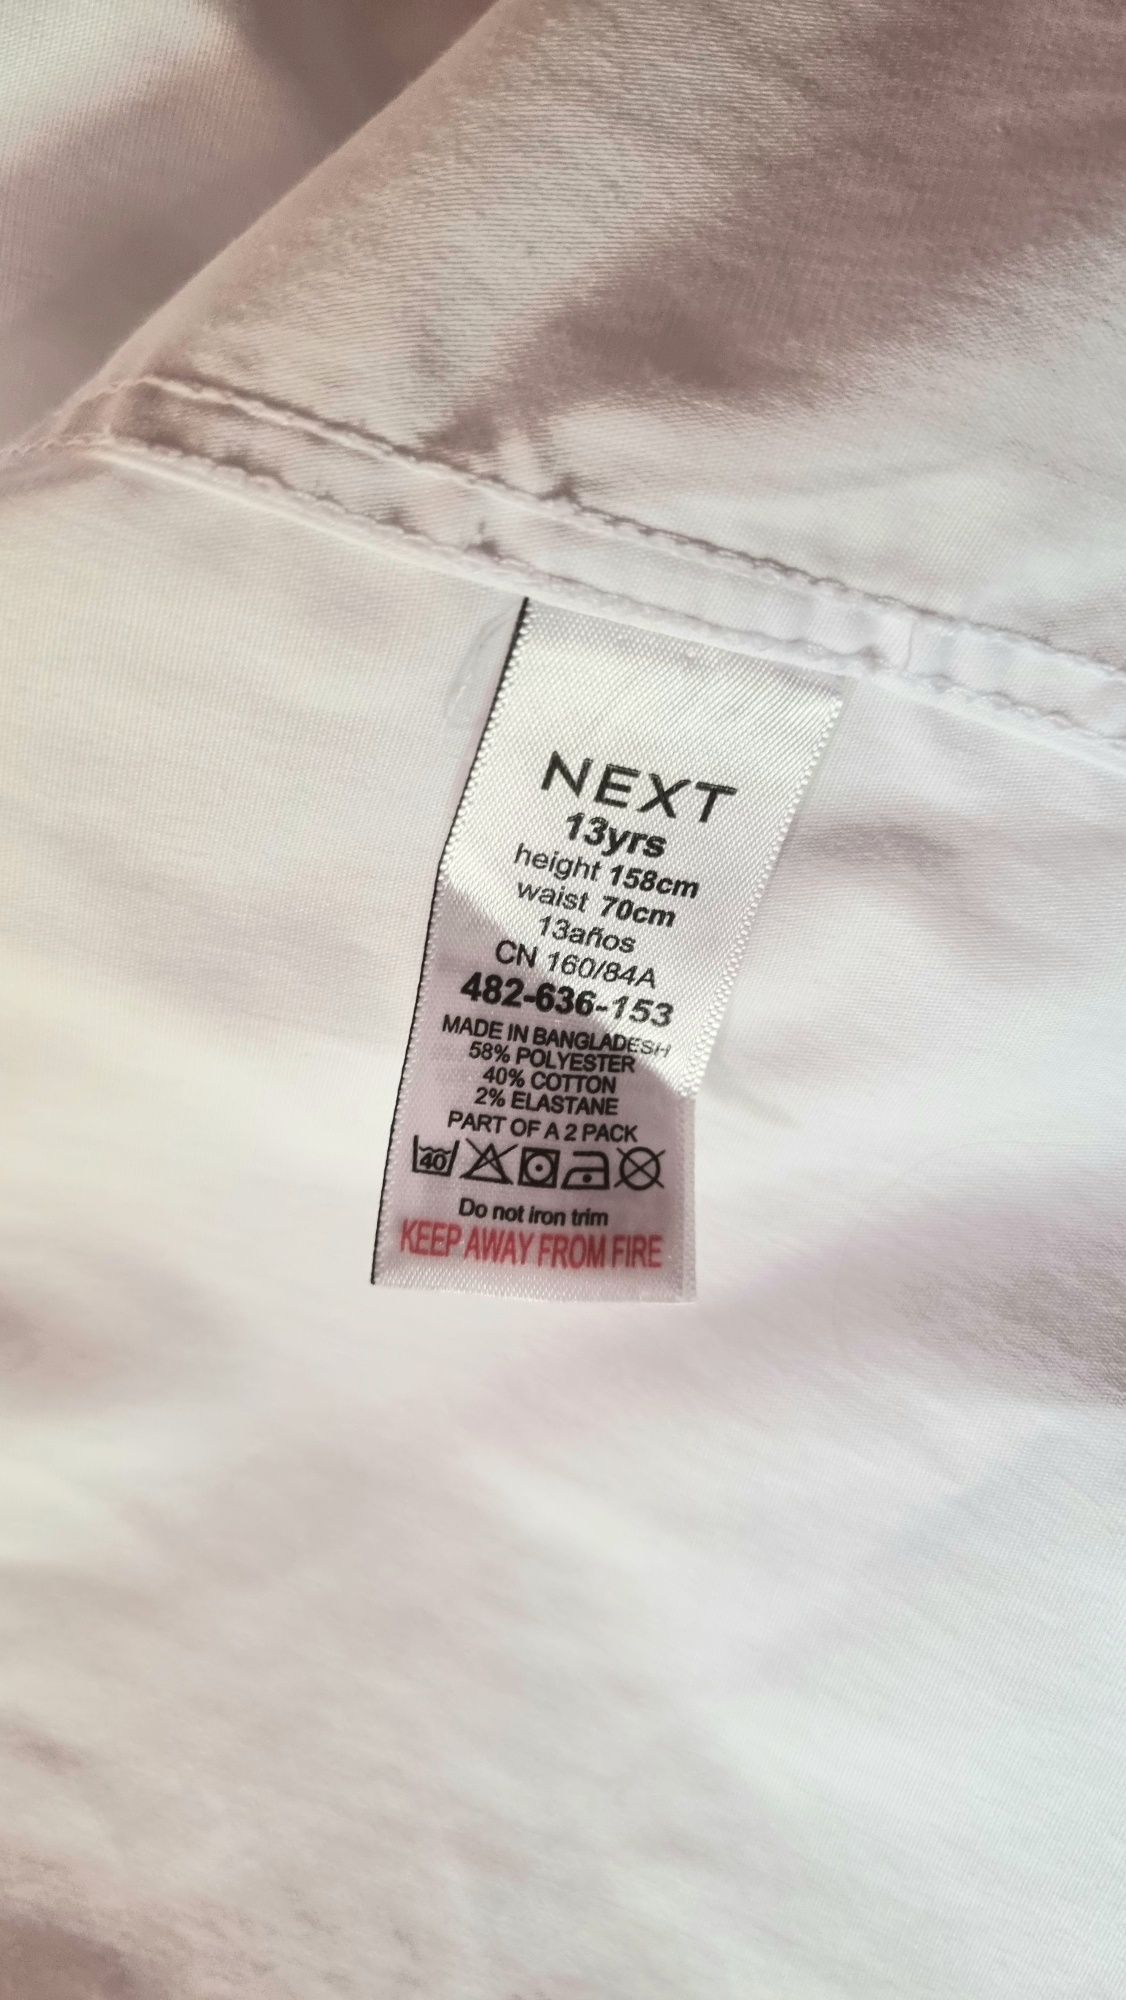 NEXT
13yrs
height 158cm
waist 70cm
13años
CN 160/84A
482-636-153
MADE IN BANGLADESH
58% POLYESTER
40% COTTON
2% ELASTANE
PART OF A 2 PACK
40
Do not iron trim
KEEP AWAY FROM FIRE